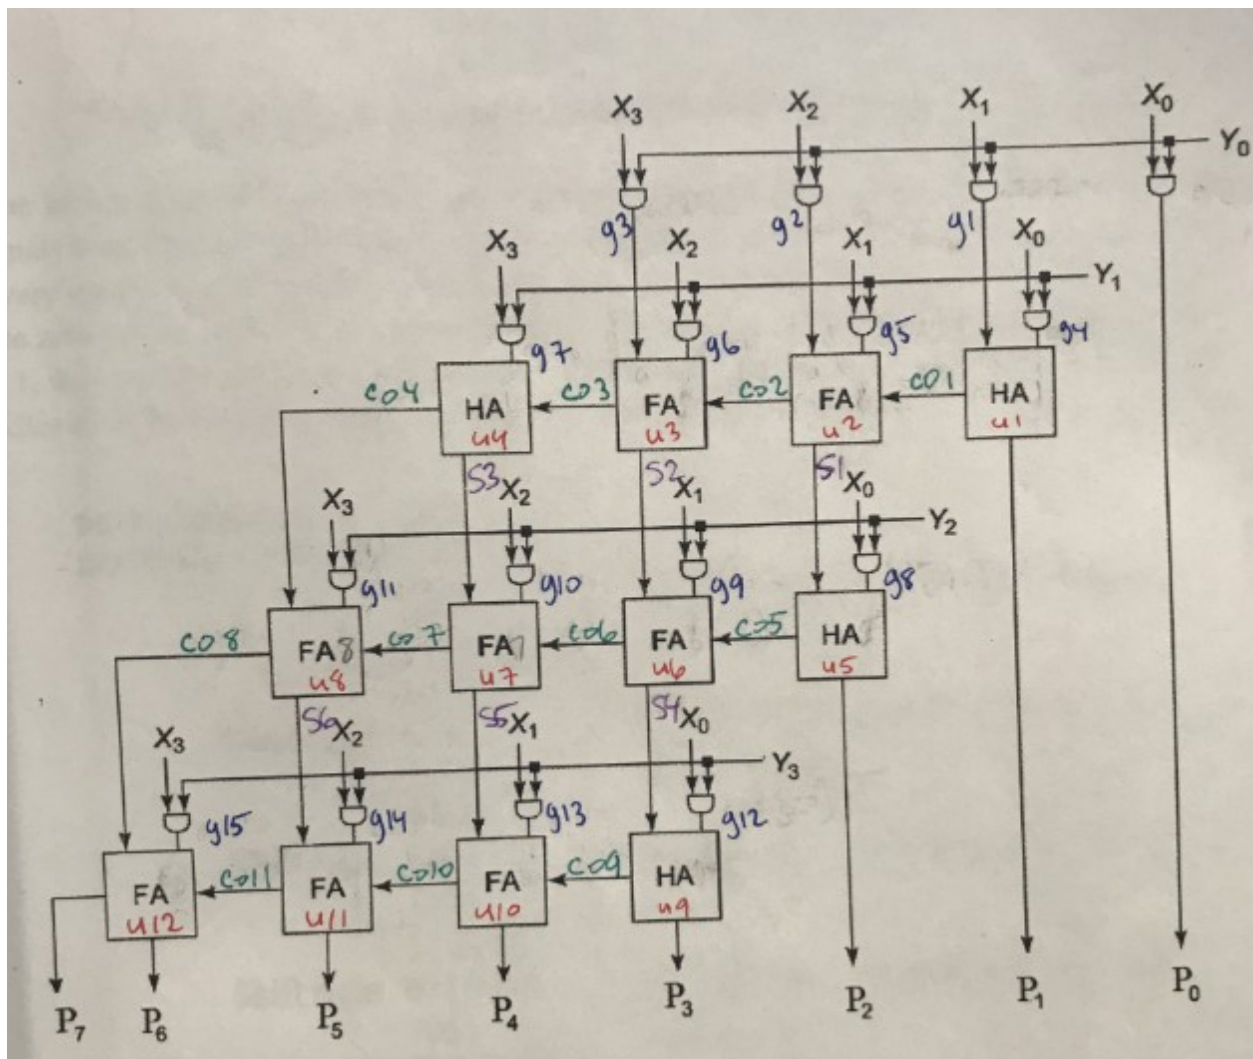 X₃ X₂ X₁ X₀
Y₀
g3 g2 g1
X₃ X₂ X₁ X₀
Y₁
g7 g6 g5 g4
co4 HA co3 FA co2 FA co1 HA
u4 u3 u2 u1
S3 S2 S1
X₃ X₂ X₁ X₀
Y₂
g11 g10 g9 g8
co8 FA8 co7 FA7 co6 FA co5 HA
u8 u7 u6 u5
S6 S5 S4
X₃ X₂ X₁ X₀
Y₃
g15 g14 g13 g12
FA co11 FA co10 FA co9 HA
u12 u11 u10 u9
P₇ P₆ P₅ P₄ P₃ P₂ P₁ P₀